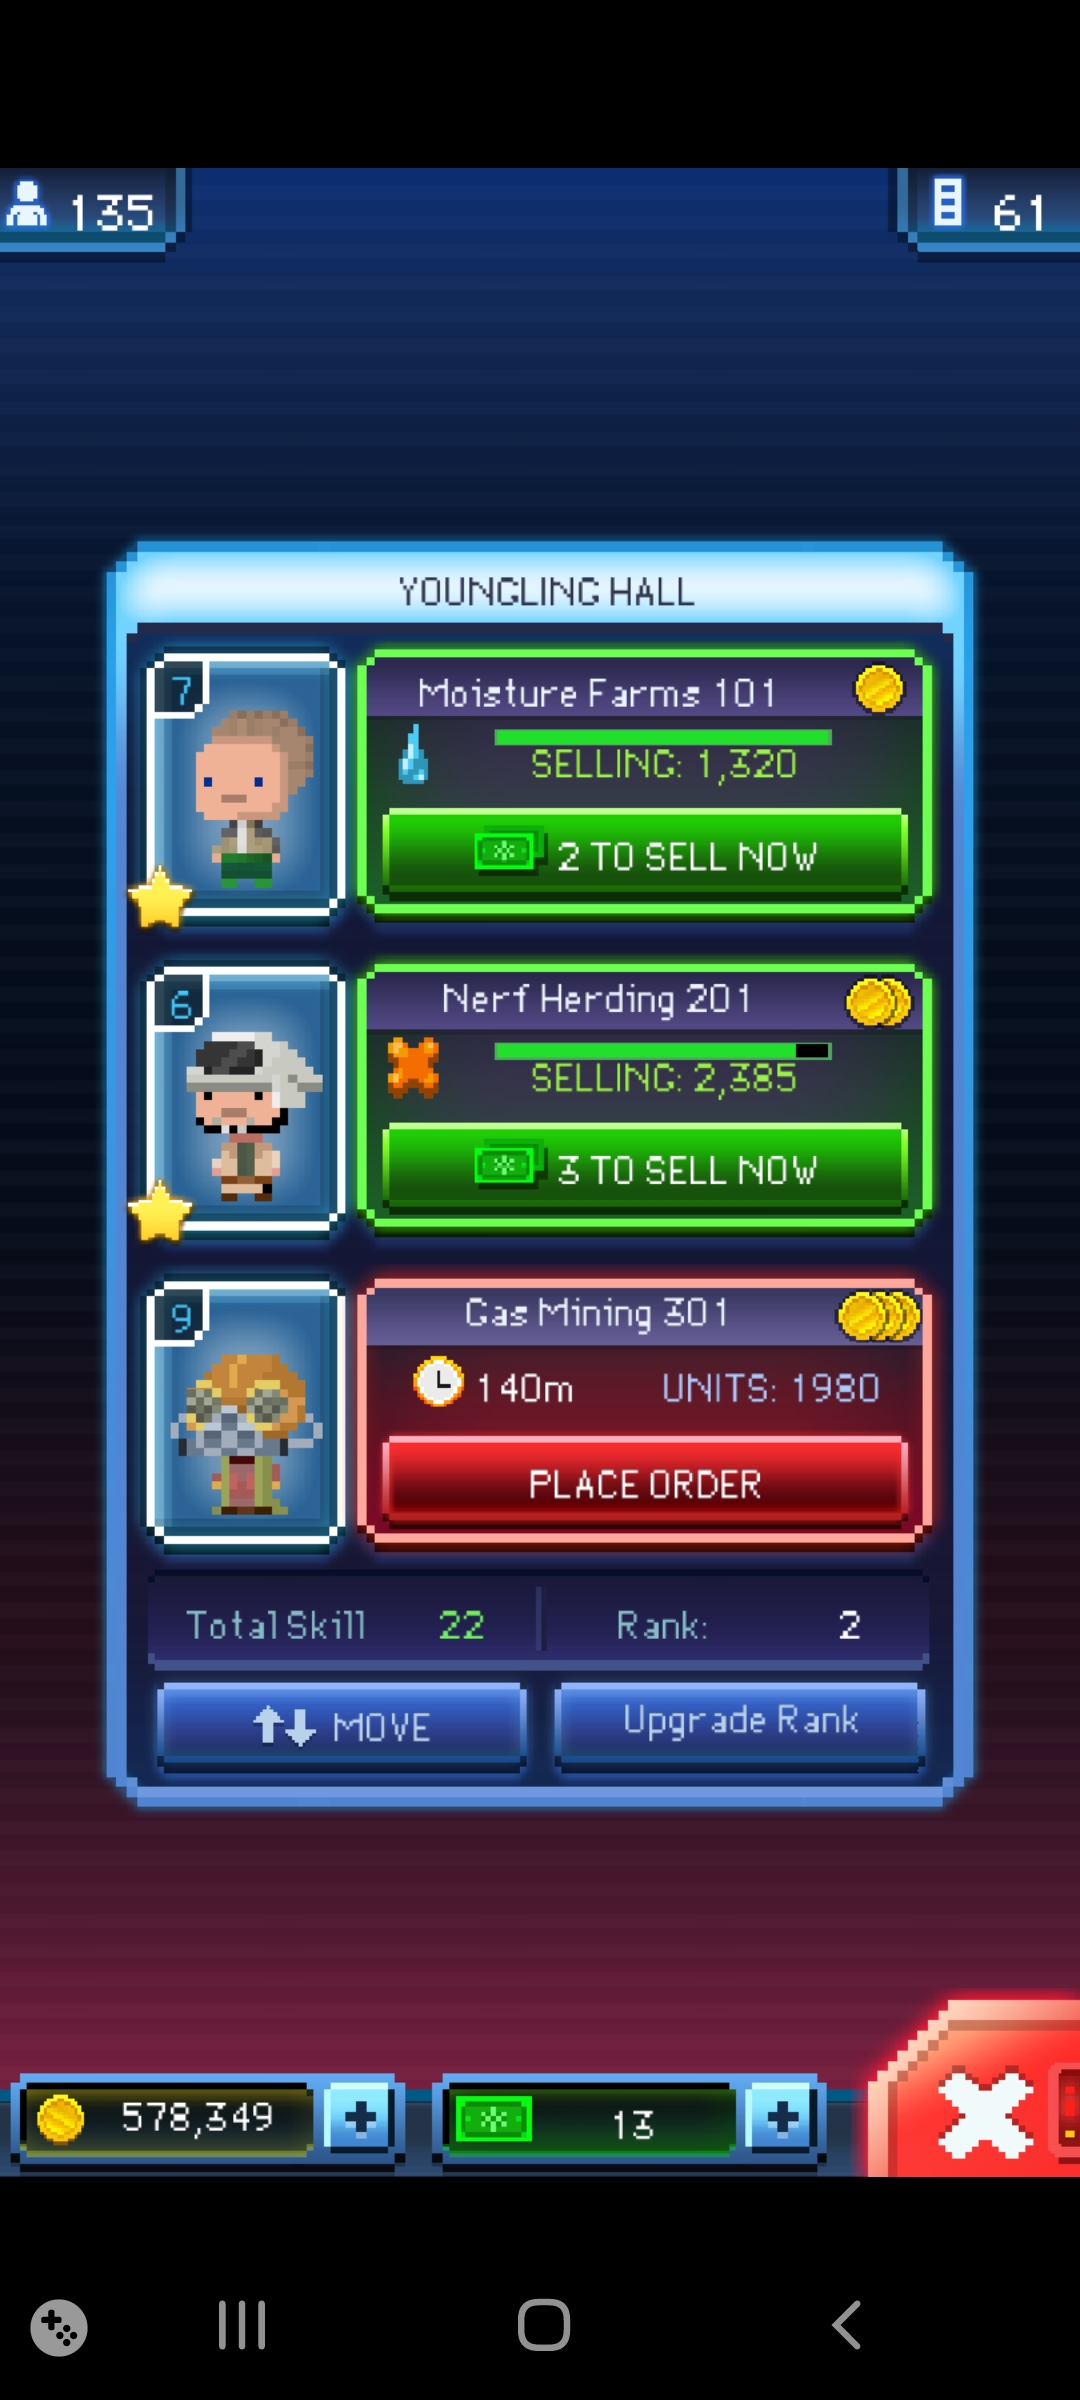 135
61
YOUNGLING HALL
7
Moisture Farms 101
SELLING: 1,320
2 TO SELL NOW
6
Nerf Herding 201
SELLING: 2,385
3 TO SELL NOW
9
Gas Mining 301
140m UNITS: 1980
PLACE ORDER
Total Skill 22 Rank: 2
MOVE Upgrade Rank
578,349 13